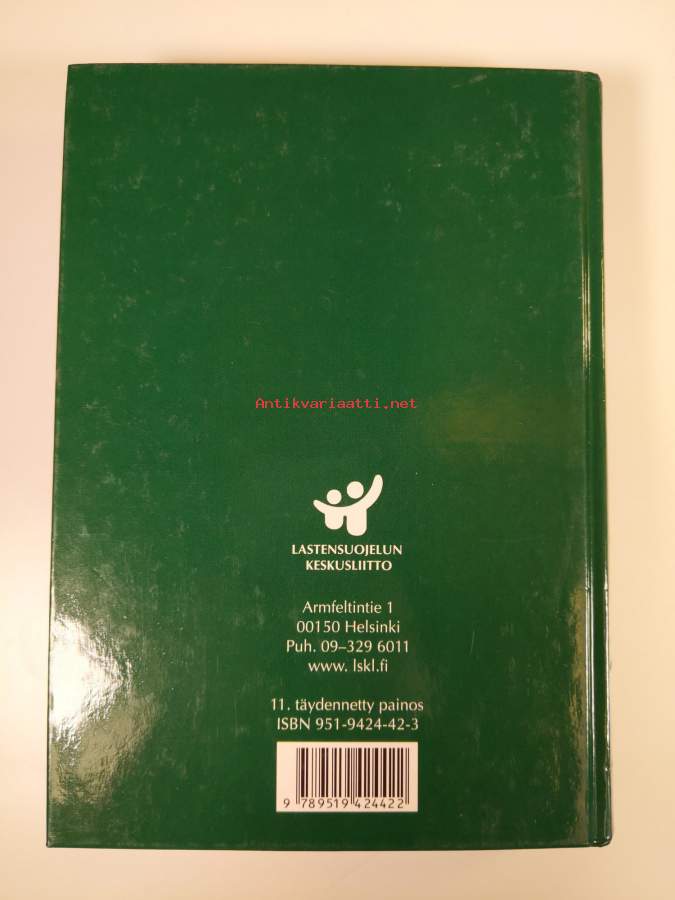 Antikvariaatti.net
LASTENSUOJELUN
KESKUSLIITTO
Armfeltintie 1
00150 Helsinki
Puh. 09–329 6011
www. lskl.fi
11. täydennetty painos
ISBN 951-9424-42-3
9 789519 424422